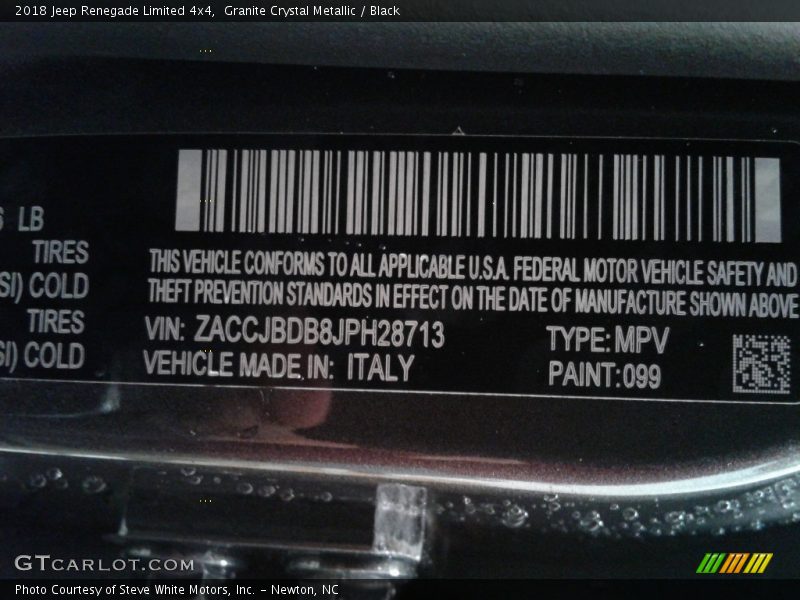 2018 Jeep Renegade Limited 4x4,  Granite Crystal Metallic / Black
LB
TIRES
SI) COLD
TIRES
SI) COLD
THIS VEHICLE CONFORMS TO ALL APPLICABLE U.S.A. FEDERAL MOTOR VEHICLE SAFETY AND
THEFT PREVENTION STANDARDS IN EFFECT ON THE DATE OF MANUFACTURE SHOWN ABOVE
VIN: ZACCJBDB8JPH28713
TYPE: MPV
VEHICLE MADE IN: ITALY
PAINT: 099
GTCARLOT.COM
Photo Courtesy of Steve White Motors, Inc. – Newton, NC